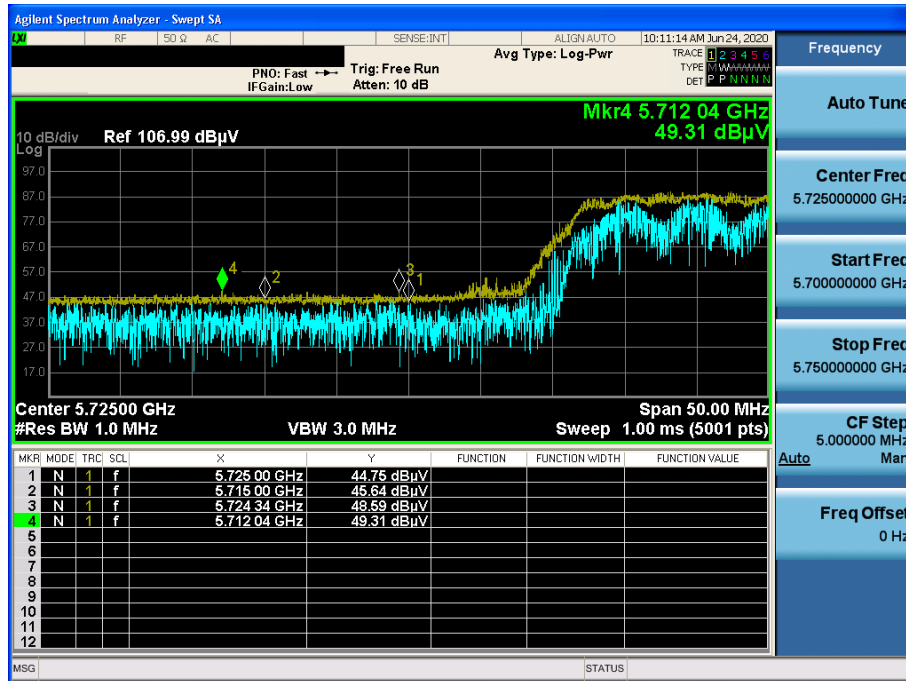 Agilent Spectrum Analyzer - Swept SA
LXI RF 50 Ω AC SENSE:INT ALIGN AUTO 10:11:14 AM Jun 24, 2020
PNO: Fast Trig: Free Run Avg Type: Log-Pwr TRACE 1 2 3 4 5 6
IFGain:Low Atten: 10 dB TYPE M W W W W W
DET P P N N N N
Mkr4 5.712 04 GHz
49.31 dBµV
10 dB/div Ref 106.99 dBµV
Log
97.0
87.0
77.0
67.0
57.0
47.0
37.0
27.0
17.0
4 2 3 1
Center 5.72500 GHz Span 50.00 MHz
#Res BW 1.0 MHz VBW 3.0 MHz Sweep 1.00 ms (5001 pts)
MKR MODE TRC SCL X Y FUNCTION FUNCTION WIDTH FUNCTION VALUE
1 N 1 f 5.725 00 GHz 44.75 dBµV
2 N 1 f 5.715 00 GHz 45.64 dBµV
3 N 1 f 5.724 34 GHz 48.59 dBµV
4 N 1 f 5.712 04 GHz 49.31 dBµV
5
6
7
8
9
10
11
12
MSG STATUS
Frequency
Auto Tune
Center Freq
5.725000000 GHz
Start Freq
5.700000000 GHz
Stop Freq
5.750000000 GHz
CF Step
5.000000 MHz
Auto Man
Freq Offset
0 Hz